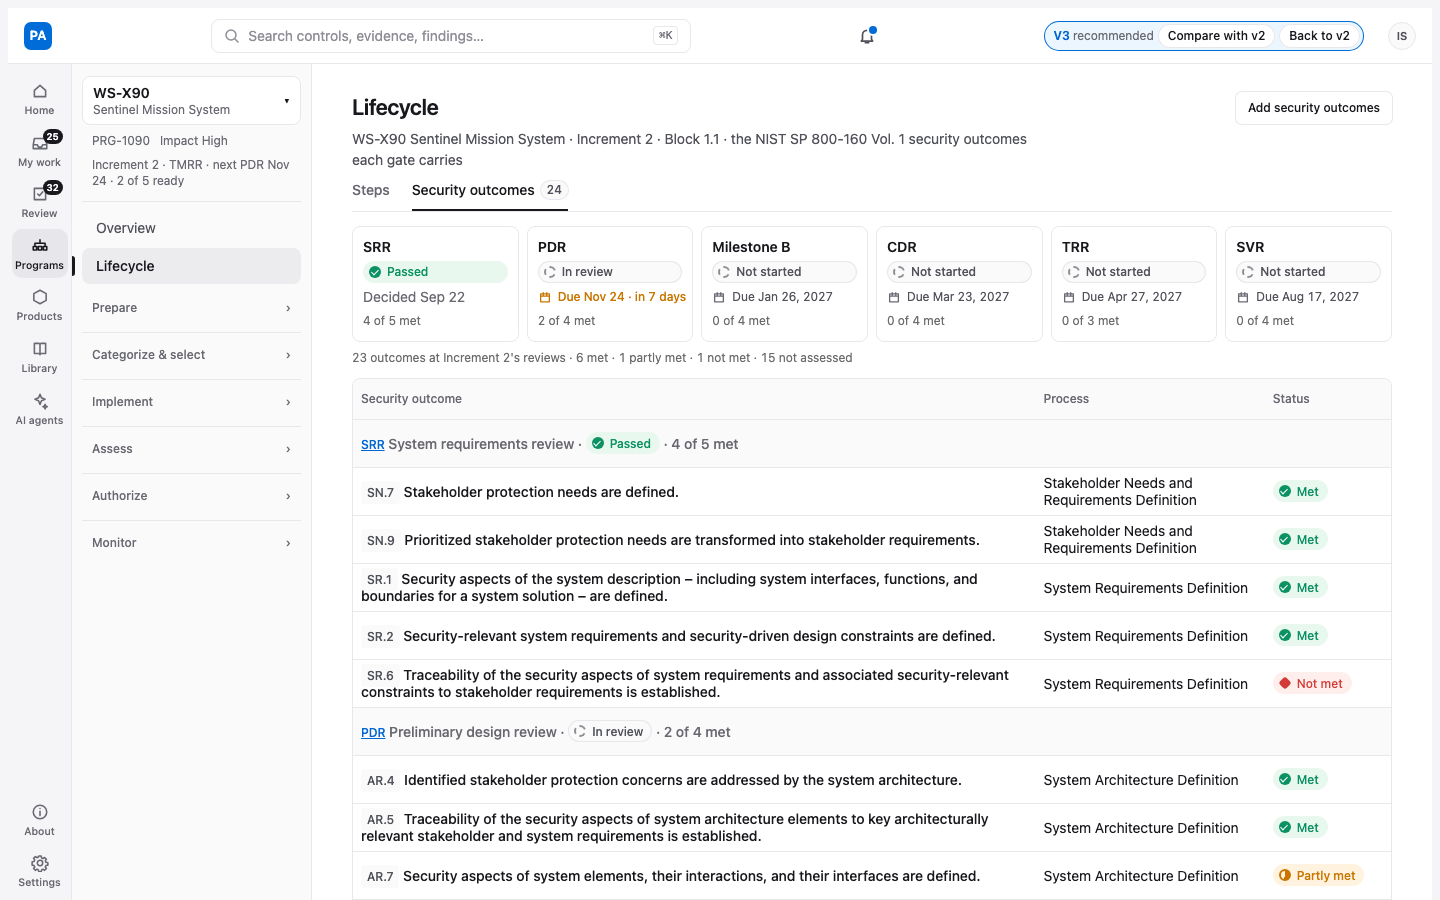 PA
Search controls, evidence, findings...
⌘K
V3 recommended
Compare with v2
Back to v2
IS
Home
25
My work
32
Review
Programs
Products
Library
AI agents
About
Settings
WS-X90
Sentinel Mission System
PRG-1090 Impact High
Increment 2 · TMRR · next PDR Nov
24 · 2 of 5 ready
Overview
Lifecycle
Prepare
Categorize & select
Implement
Assess
Authorize
Monitor
Lifecycle
Add security outcomes
WS-X90 Sentinel Mission System · Increment 2 · Block 1.1 · the NIST SP 800-160 Vol. 1 security outcomes
each gate carries
Steps
Security outcomes 24
SRR
Passed
Decided Sep 22
4 of 5 met
PDR
In review
Due Nov 24 · in 7 days
2 of 4 met
Milestone B
Not started
Due Jan 26, 2027
0 of 4 met
CDR
Not started
Due Mar 23, 2027
0 of 4 met
TRR
Not started
Due Apr 27, 2027
0 of 3 met
SVR
Not started
Due Aug 17, 2027
0 of 4 met
23 outcomes at Increment 2's reviews · 6 met · 1 partly met · 1 not met · 15 not assessed
Security outcome
Process
Status
SRR System requirements review · Passed · 4 of 5 met
SN.7 Stakeholder protection needs are defined.
Stakeholder Needs and
Requirements Definition
Met
SN.9 Prioritized stakeholder protection needs are transformed into stakeholder requirements.
Stakeholder Needs and
Requirements Definition
Met
SR.1 Security aspects of the system description – including system interfaces, functions, and
boundaries for a system solution – are defined.
System Requirements Definition
Met
SR.2 Security-relevant system requirements and security-driven design constraints are defined.
System Requirements Definition
Met
SR.6 Traceability of the security aspects of system requirements and associated security-relevant
constraints to stakeholder requirements is established.
System Requirements Definition
Not met
PDR Preliminary design review · In review · 2 of 4 met
AR.4 Identified stakeholder protection concerns are addressed by the system architecture.
System Architecture Definition
Met
AR.5 Traceability of the security aspects of system architecture elements to key architecturally
relevant stakeholder and system requirements is established.
System Architecture Definition
Met
AR.7 Security aspects of system elements, their interactions, and their interfaces are defined.
System Architecture Definition
Partly met